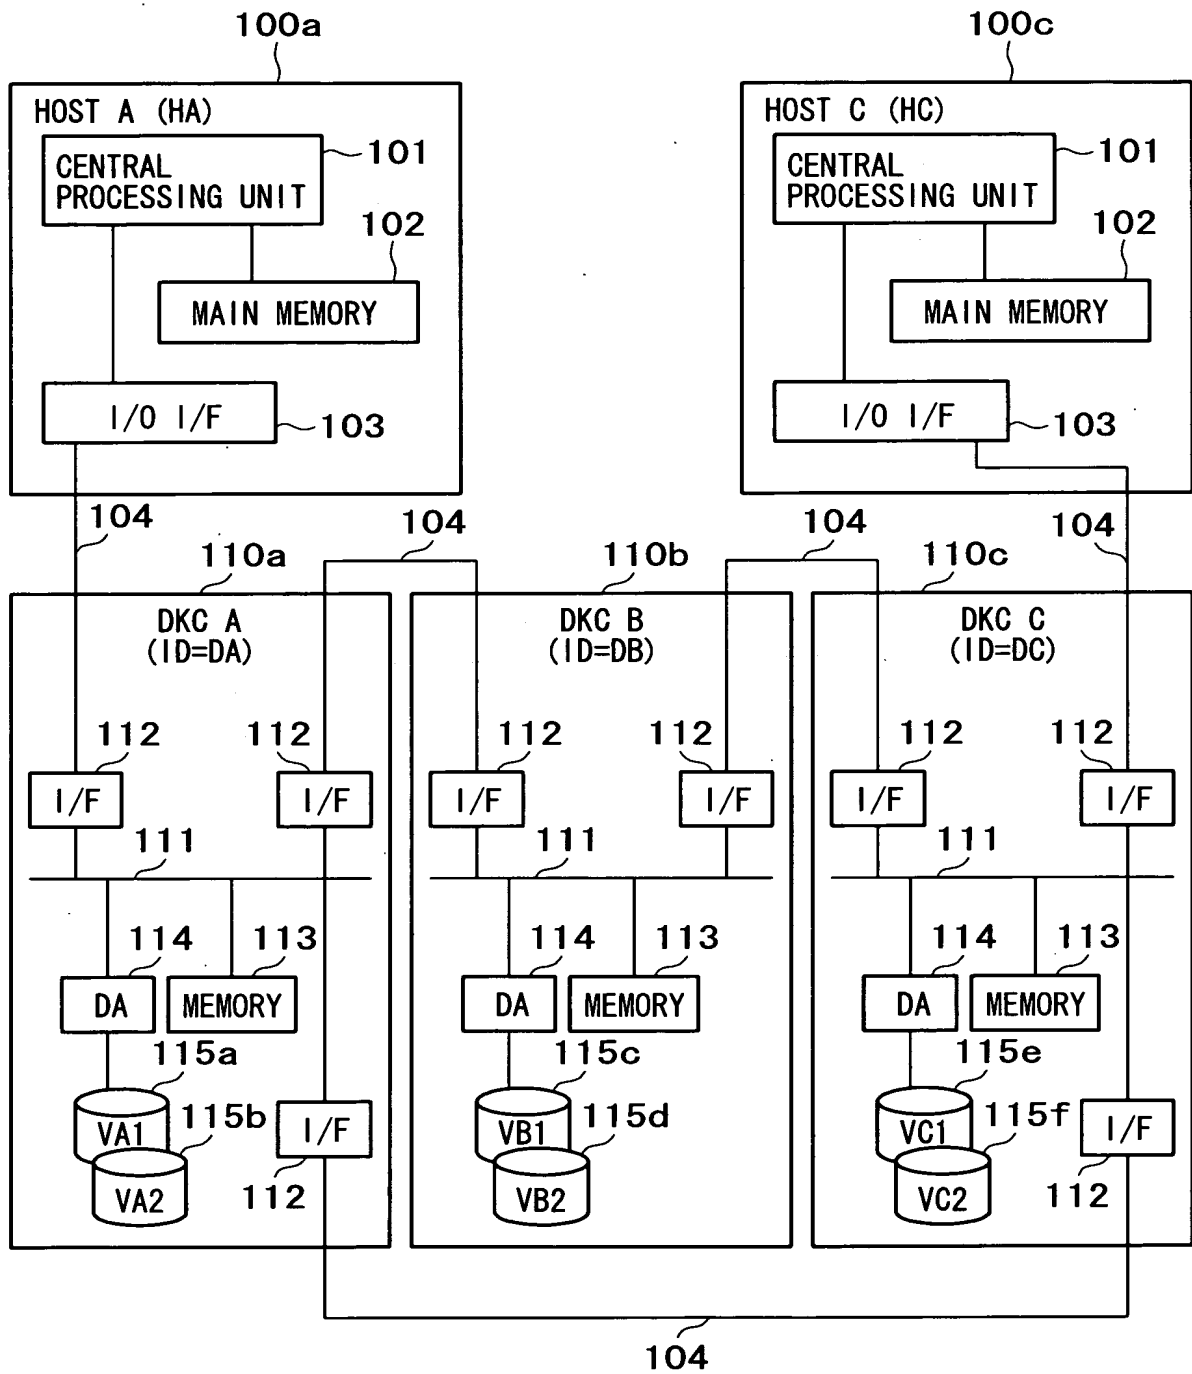 100a
100c
HOST A (HA)
HOST C (HC)
CENTRAL
PROCESSING UNIT
101
CENTRAL
PROCESSING UNIT
101
102
102
MAIN MEMORY
MAIN MEMORY
I/O I/F
103
I/O I/F
103
104
104
104
104
110a
110b
110c
DKC A
(ID=DA)
DKC B
(ID=DB)
DKC C
(ID=DC)
112
112
112
112
112
112
I/F
I/F
I/F
I/F
I/F
I/F
111
111
111
114
113
114
113
114
113
DA
MEMORY
DA
MEMORY
DA
MEMORY
115a
115c
115e
VA1
115b
I/F
VB1
115d
VC1
115f
I/F
VA2
112
VB2
VC2
112
104